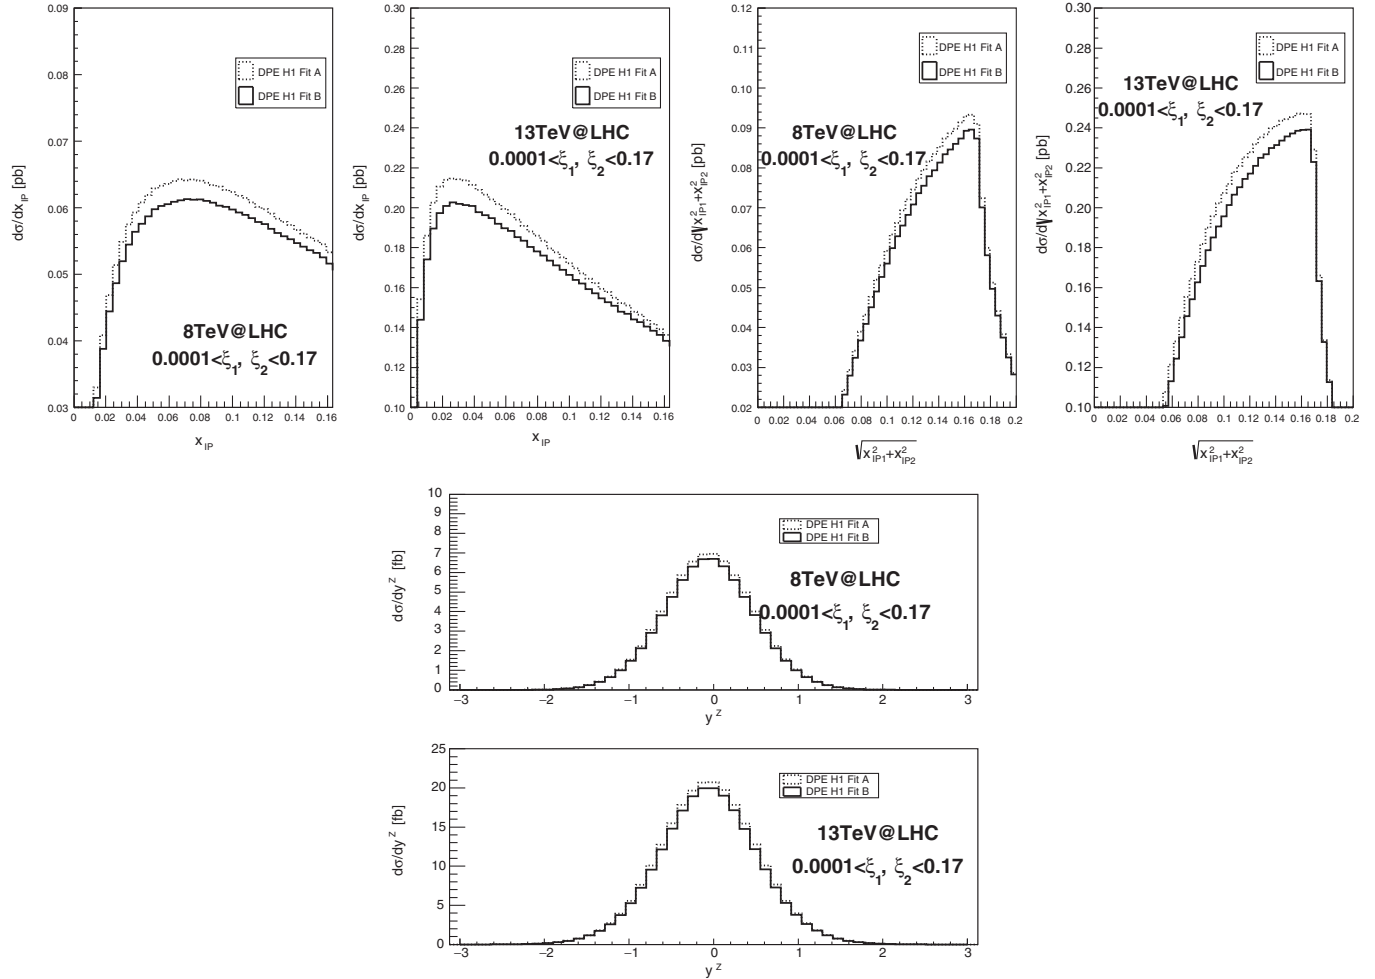 0.09
0.08
0.07
0.06
0.05
0.04
0.03
dσ/dx_IP [pb]
DPE H1 Fit A
DPE H1 Fit B
8TeV@LHC
0.0001<ξ_1, ξ_2<0.17
0 0.02 0.04 0.06 0.08 0.1 0.12 0.14 0.16
x_IP
0.30
0.28
0.26
0.24
0.22
0.20
0.18
0.16
0.14
0.12
0.10
dσ/dx_IP [pb]
DPE H1 Fit A
DPE H1 Fit B
13TeV@LHC
0.0001<ξ_1, ξ_2<0.17
0 0.02 0.04 0.06 0.08 0.1 0.12 0.14 0.16
x_IP
0.12
0.11
0.10
0.09
0.08
0.07
0.06
0.05
0.04
0.03
0.02
dσ/d√x²_IP1+x²_IP2 [pb]
DPE H1 Fit A
DPE H1 Fit B
8TeV@LHC
0.0001<ξ_1, ξ_2<0.17
0 0.02 0.04 0.06 0.08 0.1 0.12 0.14 0.16 0.18 0.2
√x²_IP1+x²_IP2
0.30
0.28
0.26
0.24
0.22
0.20
0.18
0.16
0.14
0.12
0.10
dσ/d√x²_IP1+x²_IP2 [pb]
DPE H1 Fit A
DPE H1 Fit B
13TeV@LHC
0.0001<ξ_1, ξ_2<0.17
0 0.02 0.04 0.06 0.08 0.1 0.12 0.14 0.16 0.18 0.2
√x²_IP1+x²_IP2
10
9
8
7
6
5
4
3
2
1
0
dσ/dy^Z [fb]
DPE H1 Fit A
DPE H1 Fit B
8TeV@LHC
0.0001<ξ_1, ξ_2<0.17
−3 −2 −1 0 1 2 3
y^Z
25
20
15
10
5
0
dσ/dy^Z [fb]
DPE H1 Fit A
DPE H1 Fit B
13TeV@LHC
0.0001<ξ_1, ξ_2<0.17
−3 −2 −1 0 1 2 3
y^Z